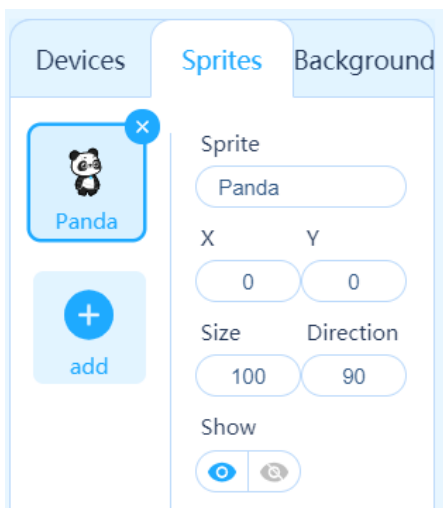 Devices Sprites Background
Panda
add
Sprite
Panda
X Y
0 0
Size Direction
100 90
Show